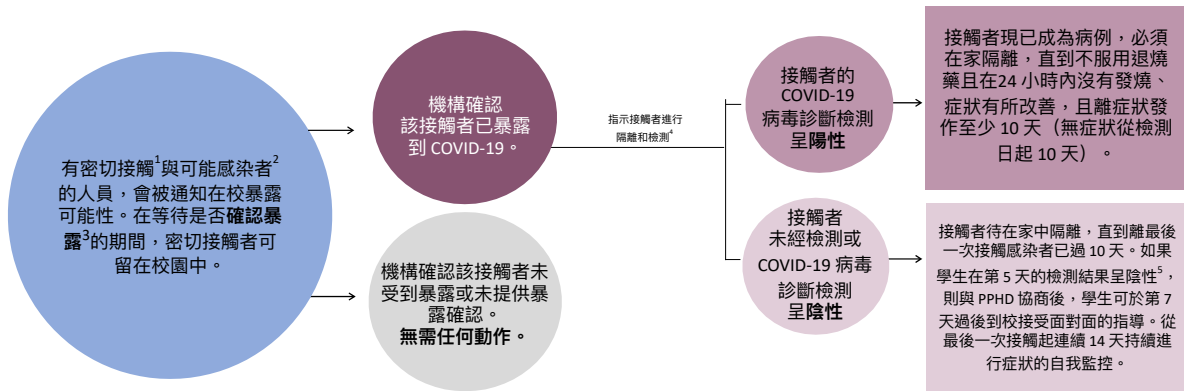 有密切接觸1與可能感染者2
的人員，會被通知在校暴露
可能性。在等待是否確認暴
露3的期間，密切接觸者可
留在校園中。
機構確認
該接觸者已暴露
到 COVID-19。
機構確認該接觸者未
受到暴露或未提供暴
露確認。
無需任何動作。
指示接觸者進行
隔離和檢測4
接觸者的
COVID-19
病毒診斷檢測
呈陽性
接觸者現已成為病例，必須
在家隔離，直到不服用退燒
藥且在24 小時內沒有發燒、
症狀有所改善，且離症狀發
作至少 10 天（無症狀從檢測
日起 10 天）。
接觸者
未經檢測或
COVID-19 病毒
診斷檢測
呈陰性
接觸者待在家中隔離，直到離最後
一次接觸感染者已過 10 天。如果
學生在第 5 天的檢測結果呈陰性5，
則與 PPHD 協商後，學生可於第 7
天過後到校接受面對面的指導。從
最後一次接觸起連續 14 天持續進
行症狀的自我監控。